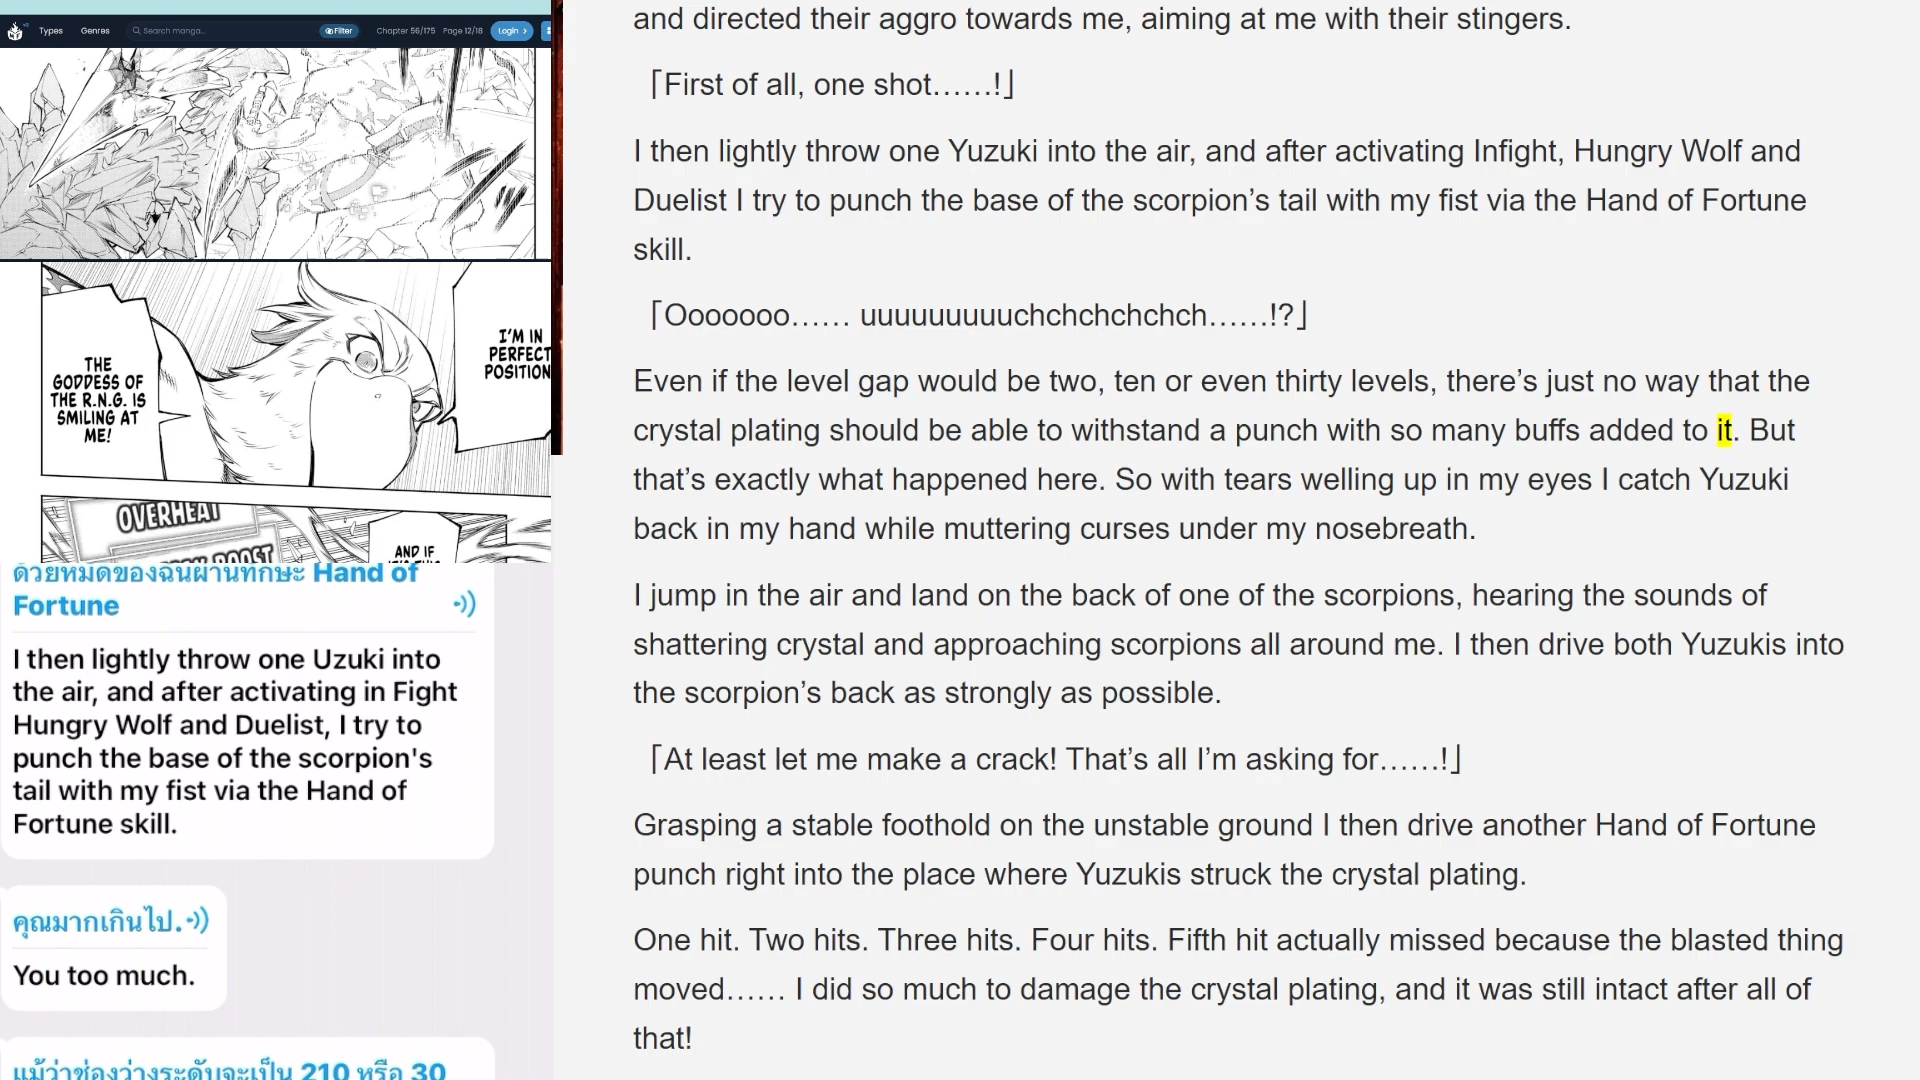 Types Genres Search manga... Filter Chapter 56/175 Page 12/18 Login >
I'M IN
PERFECT
POSITION
THE
GODDESS OF
THE R.N.G. IS
SMILING AT
ME!
OVERHEAT
BOOST
AND IF
ด้วยหมัดของฉันผ่านทักษะ Hand of
Fortune
I then lightly throw one Uzuki into
the air, and after activating in Fight
Hungry Wolf and Duelist, I try to
punch the base of the scorpion's
tail with my fist via the Hand of
Fortune skill.
คุณมากเกินไป.
You too much.
แม้ว่าช่องว่างระดับจะเป็น 210 หรือ 30
and directed their aggro towards me, aiming at me with their stingers.
「First of all, one shot……!」
I then lightly throw one Yuzuki into the air, and after activating Infight, Hungry Wolf and
Duelist I try to punch the base of the scorpion’s tail with my fist via the Hand of Fortune
skill.
「Ooooooo…… uuuuuuuuuchchchchchch……!?」
Even if the level gap would be two, ten or even thirty levels, there’s just no way that the
crystal plating should be able to withstand a punch with so many buffs added to it. But
that’s exactly what happened here. So with tears welling up in my eyes I catch Yuzuki
back in my hand while muttering curses under my nosebreath.
I jump in the air and land on the back of one of the scorpions, hearing the sounds of
shattering crystal and approaching scorpions all around me. I then drive both Yuzukis into
the scorpion’s back as strongly as possible.
「At least let me make a crack! That’s all I’m asking for……!」
Grasping a stable foothold on the unstable ground I then drive another Hand of Fortune
punch right into the place where Yuzukis struck the crystal plating.
One hit. Two hits. Three hits. Four hits. Fifth hit actually missed because the blasted thing
moved…… I did so much to damage the crystal plating, and it was still intact after all of
that!